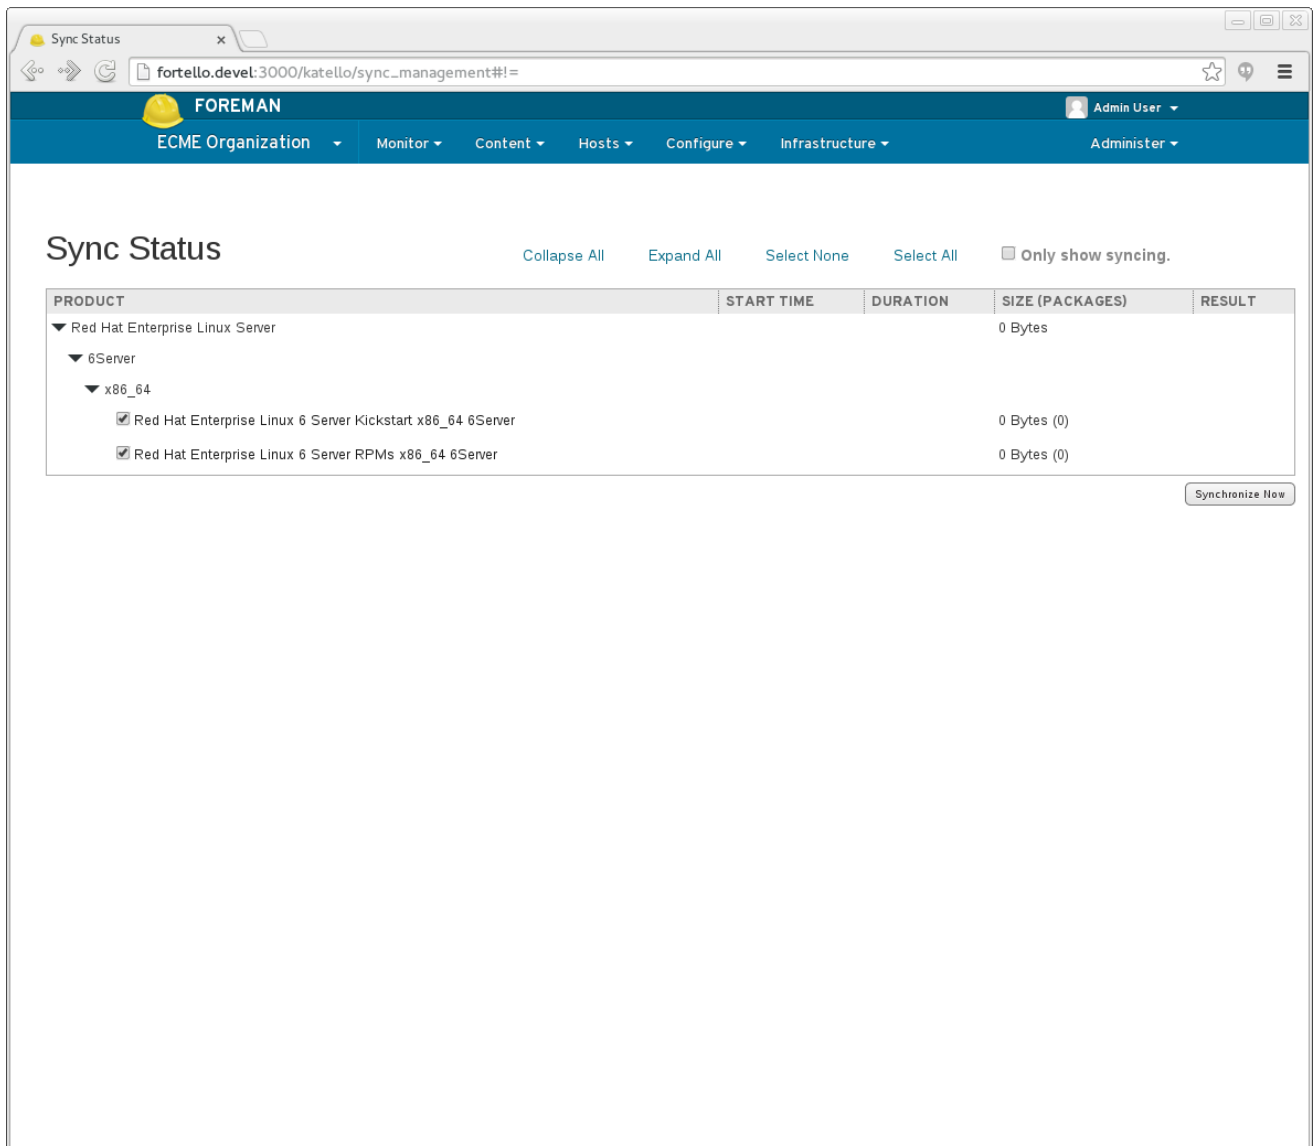 Sync Status
fortello.devel:3000/katello/sync_management#!=
FOREMAN Admin User
ECME Organization Monitor Content Hosts Configure Infrastructure Administer
Sync Status Collapse All Expand All Select None Select All Only show syncing.
PRODUCT START TIME DURATION SIZE (PACKAGES) RESULT
Red Hat Enterprise Linux Server 0 Bytes
6Server
x86_64
Red Hat Enterprise Linux 6 Server Kickstart x86_64 6Server 0 Bytes (0)
Red Hat Enterprise Linux 6 Server RPMs x86_64 6Server 0 Bytes (0)
Synchronize Now